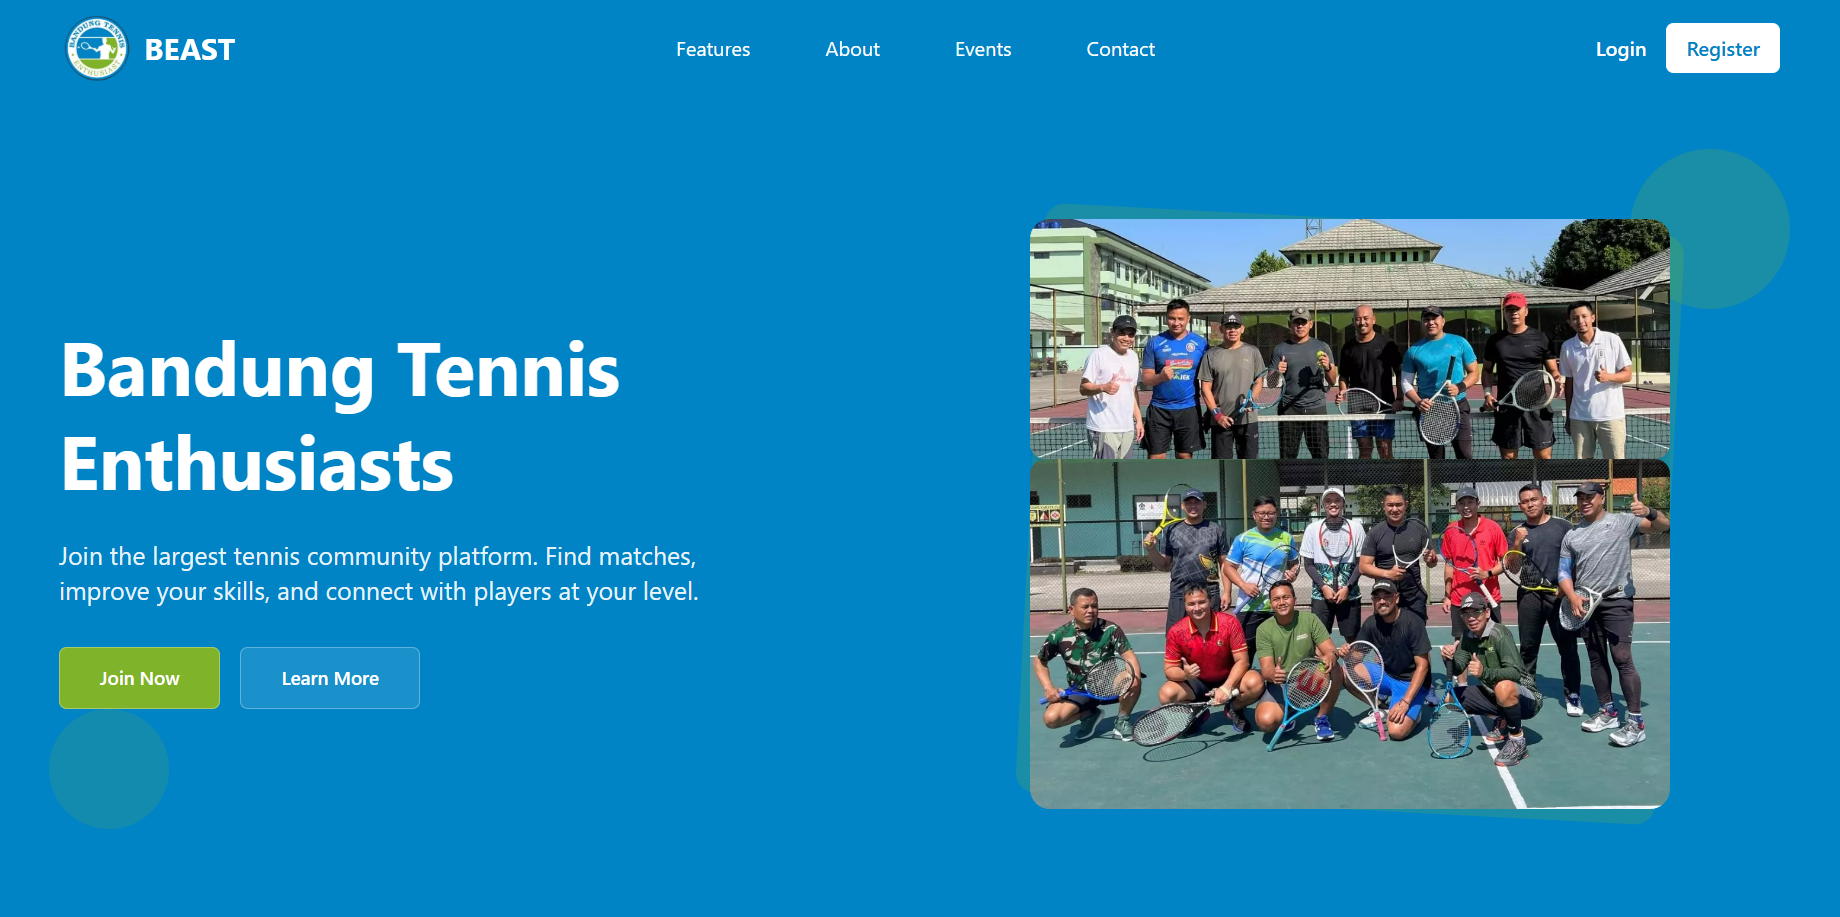 BANDUNG TENNIS
ENTHUSIAST
BEAST
Features
About
Events
Contact
Login
Register
Bandung Tennis
Enthusiasts
Join the largest tennis community platform. Find matches,
improve your skills, and connect with players at your level.
Join Now
Learn More